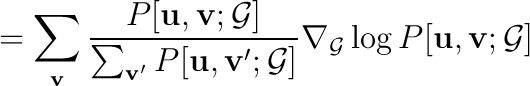 = \sum_{\mathbf{v}} \frac{P[\mathbf{u}, \mathbf{v}; \mathcal{G}]}{\sum_{\mathbf{v}'} P[\mathbf{u}, \mathbf{v}'; \mathcal{G}]} \nabla_{\mathcal{G}} \log P[\mathbf{u}, \mathbf{v}; \mathcal{G}]